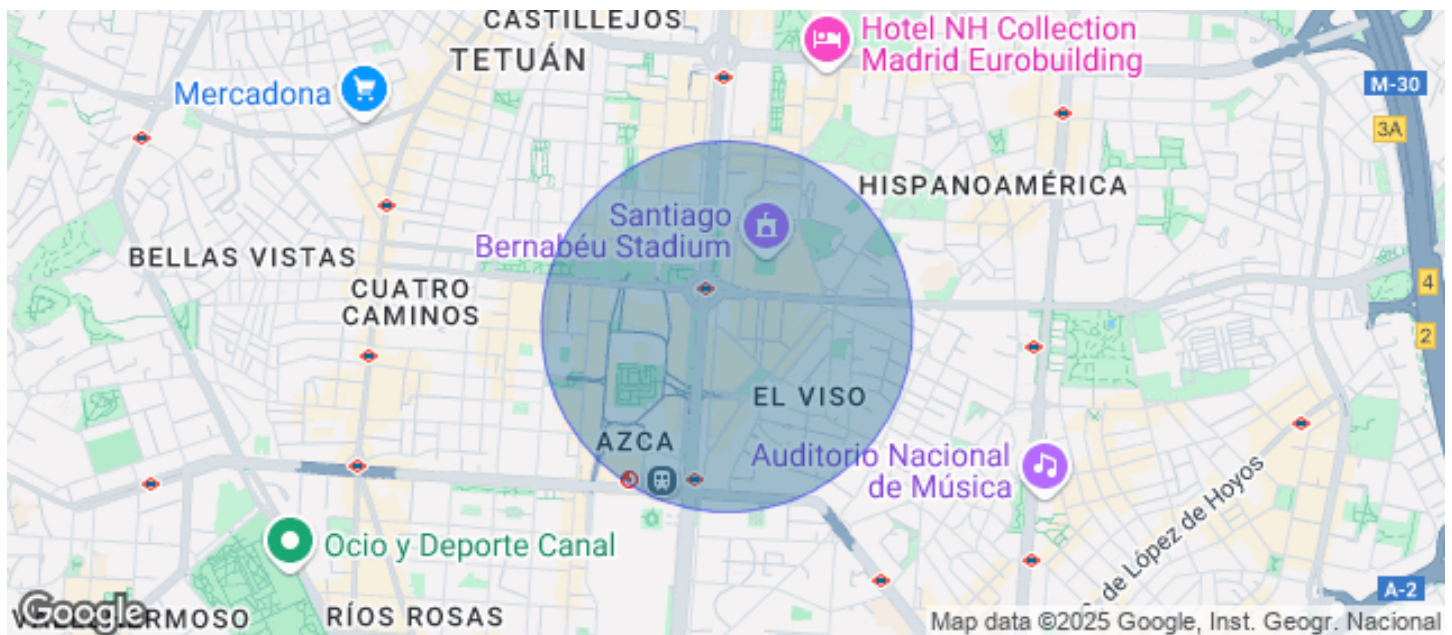 CASTILLEJOS
TETUÁN
Hotel NH Collection
Madrid Eurobuilding
Mercadona
M-30
3A
HISPANOAMÉRICA
Santiago
Bernabéu Stadium
BELLAS VISTAS
CUATRO
CAMINOS
4
2
EL VISO
AZCA
Auditorio Nacional
de Música
de López de Hoyos
Ocio y Deporte Canal
A-2
Google
RÍOS ROSAS
Map data ©2025 Google, Inst. Geogr. Nacional